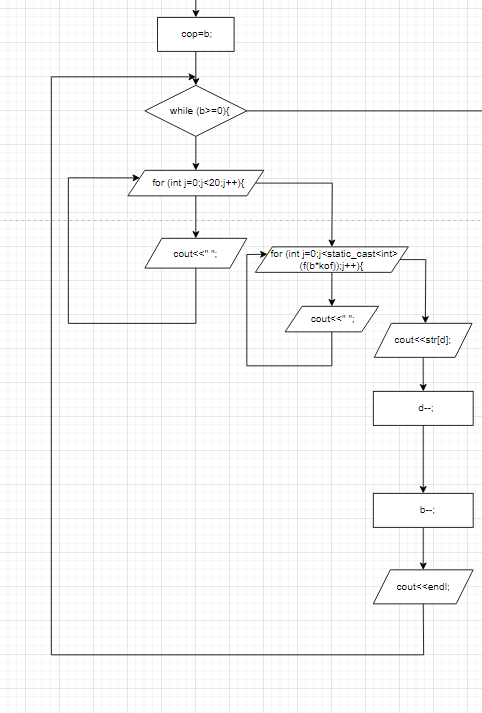 cop=b;
while (b>=0){
for (int j=0;j<20;j++){
cout<<" ";
for (int j=0;j<static_cast<int>
(f(b*kof));j++){
cout<<" ";
cout<<str[d];
d--;
b--;
cout<<endl;